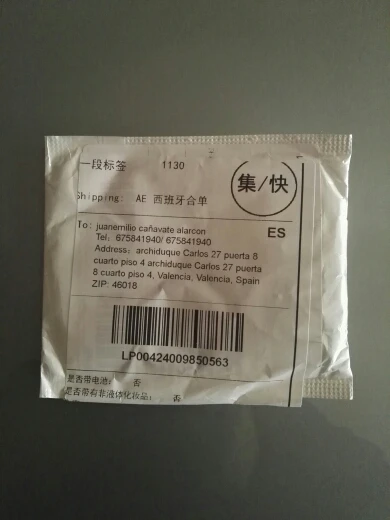 一段标签 1130
集/快
Shipping: AE 西班牙合单
To: juanemilio cañavate alarcon ES
Tel: 675841940/ 675841940
Address: archiduque Carlos 27 puerta 8
cuarto piso 4 archiduque Carlos 27 puerta
8 cuarto piso 4, Valencia, Valencia, Spain
ZIP: 46018
LP00424009850563
是否带电池: 否
是否带有非液体化妆品: 否